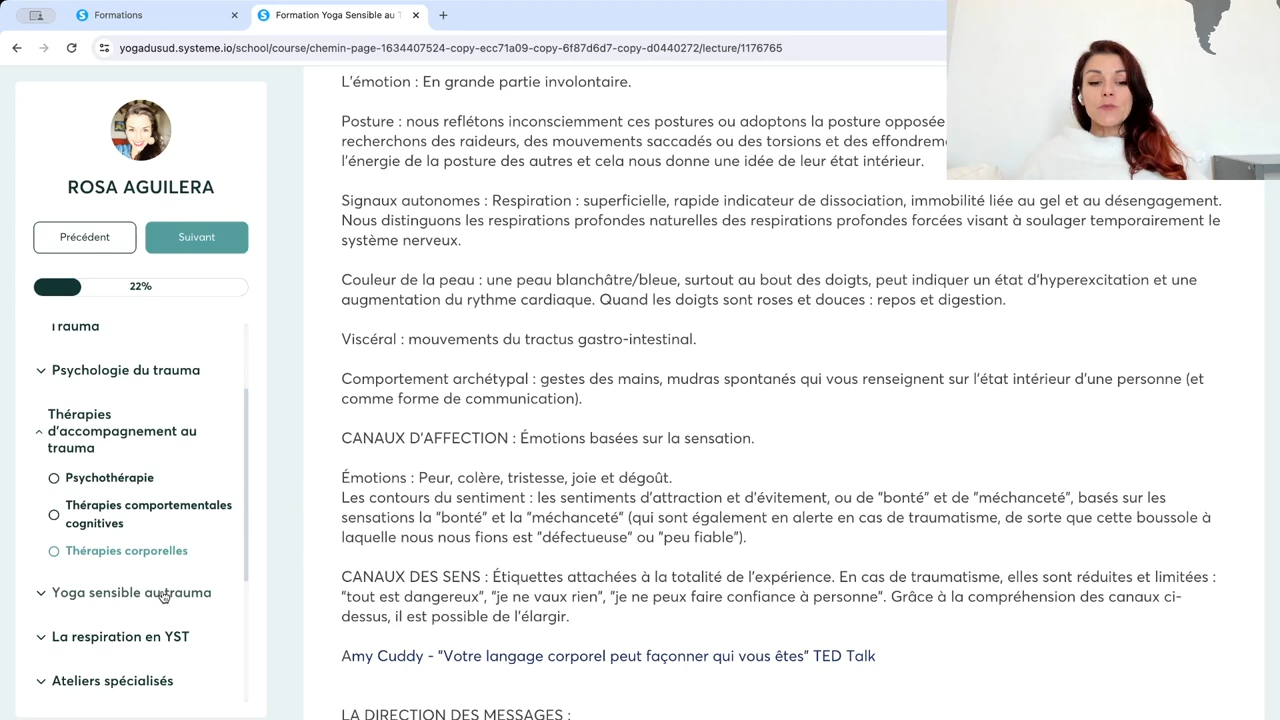 Formations
Formation Yoga Sensible au T
yogadusud.systeme.io/school/course/chemin-page-1634407524-copy-ecc71a09-copy-6f87d6d7-copy-d0440272/lecture/1176765
ROSA AGUILERA
Précédent
Suivant
22%
Trauma
Psychologie du trauma
Thérapies
d'accompagnement au
trauma
Psychothérapie
Thérapies comportementales
cognitives
Thérapies corporelles
Yoga sensible au trauma
La respiration en YST
Ateliers spécialisés
L'émotion : En grande partie involontaire.
Posture : nous reflétons inconsciemment ces postures ou adoptons la posture opposée
recherchons des raideurs, des mouvements saccadés ou des torsions et des effondreme
l'énergie de la posture des autres et cela nous donne une idée de leur état intérieur.
Signaux autonomes : Respiration : superficielle, rapide indicateur de dissociation, immobilité liée au gel et au désengagement.
Nous distinguons les respirations profondes naturelles des respirations profondes forcées visant à soulager temporairement le
système nerveux.
Couleur de la peau : une peau blanchâtre/bleue, surtout au bout des doigts, peut indiquer un état d'hyperexcitation et une
augmentation du rythme cardiaque. Quand les doigts sont roses et douces : repos et digestion.
Viscéral : mouvements du tractus gastro-intestinal.
Comportement archétypal : gestes des mains, mudras spontanés qui vous renseignent sur l'état intérieur d'une personne (et
comme forme de communication).
CANAUX D'AFFECTION : Émotions basées sur la sensation.
Émotions : Peur, colère, tristesse, joie et dégoût.
Les contours du sentiment : les sentiments d'attraction et d'évitement, ou de "bonté" et de "méchanceté", basés sur les
sensations la "bonté" et la "méchanceté" (qui sont également en alerte en cas de traumatisme, de sorte que cette boussole à
laquelle nous nous fions est "défectueuse" ou "peu fiable").
CANAUX DES SENS : Étiquettes attachées à la totalité de l'expérience. En cas de traumatisme, elles sont réduites et limitées :
"tout est dangereux", "je ne vaux rien", "je ne peux faire confiance à personne". Grâce à la compréhension des canaux ci-
dessus, il est possible de l'élargir.
Amy Cuddy - "Votre langage corporel peut façonner qui vous êtes" TED Talk
LA DIRECTION DES MESSAGES :